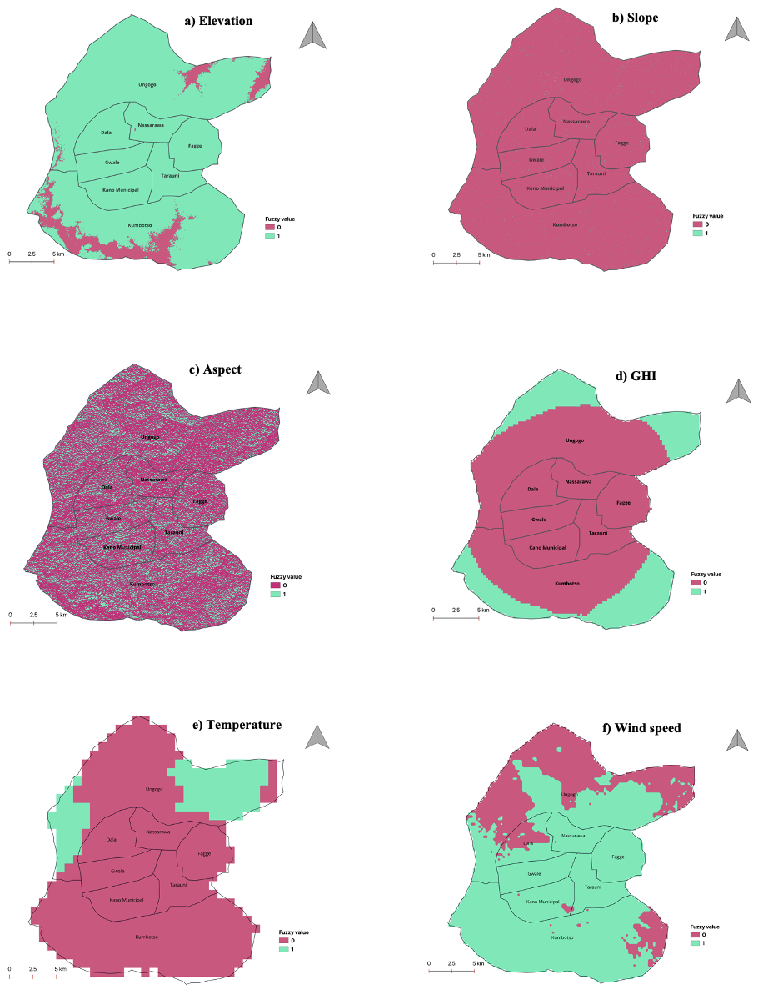 a) Elevation
Ungogo
Nassarawa
Dala
Fagge
Gwale
Tarauni
Kano Municipal
Kumbotso
Fuzzy value
0
1
0 2.5 5 km
b) Slope
Ungogo
Nassarawa
Dala
Fagge
Gwale
Tarauni
Kano Municipal
Kumbotso
Fuzzy value
0
1
0 2.5 5 km
c) Aspect
Ungogo
Nassarawa
Dala
Fagge
Gwale
Tarauni
Kano Municipal
Kumbotso
Fuzzy value
0
1
0 2.5 5 km
d) GHI
Ungogo
Nassarawa
Dala
Fagge
Gwale
Tarauni
Kano Municipal
Kumbotso
Fuzzy value
0
1
0 2.5 5 km
e) Temperature
Ungogo
Nassarawa
Dala
Fagge
Gwale
Tarauni
Kano Municipal
Kumbotso
Fuzzy value
0
1
0 2.5 5 km
f) Wind speed
Ungogo
Nassarawa
Dala
Fagge
Gwale
Tarauni
Kano Municipal
Kumbotso
Fuzzy value
0
1
0 2.5 5 km